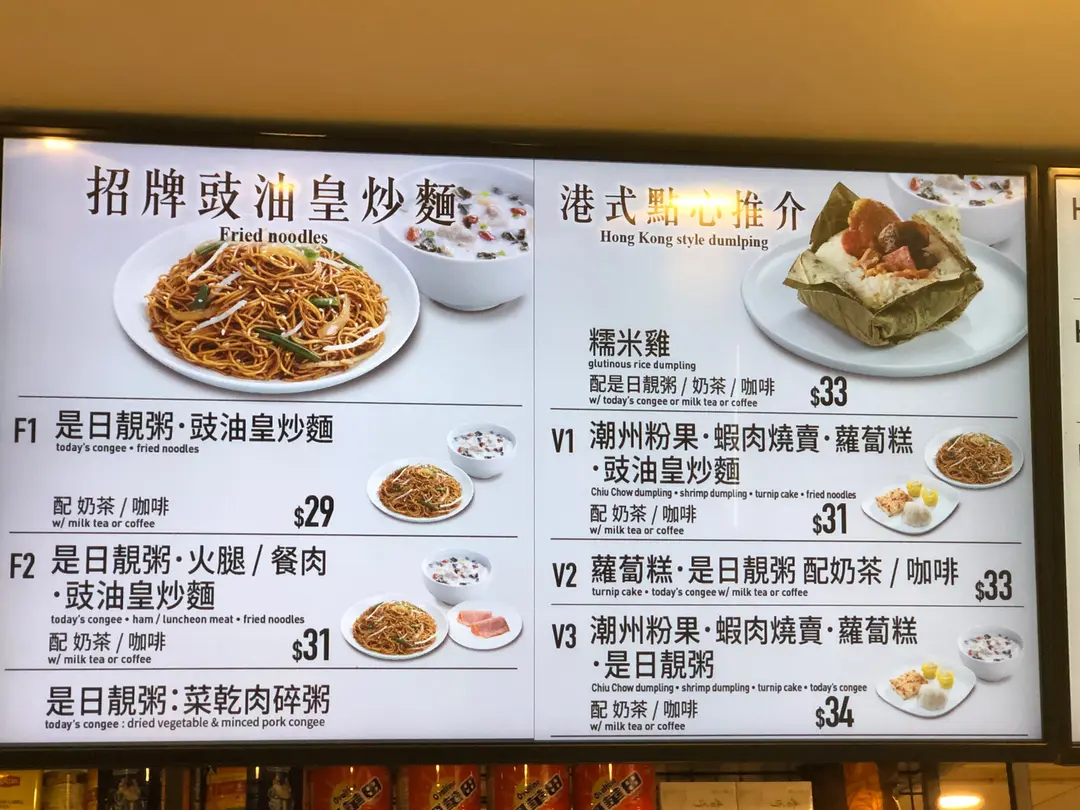 招牌豉油皇炒麵
Fried noodles
F1 是日靚粥·豉油皇炒麵
today's congee • fried noodles
配 奶茶 / 咖啡
w/ milk tea or coffee
$29
F2 是日靚粥·火腿 / 餐肉
·豉油皇炒麵
today's congee • ham / luncheon meat • fried noodles
配 奶茶 / 咖啡
w/ milk tea or coffee
$31
是日靚粥:菜乾肉碎粥
today's congee : dried vegetable & minced pork congee
港式點心推介
Hong Kong style dumlping
糯米雞
glutinous rice dumpling
配是日靚粥 / 奶茶 / 咖啡
w/ today's congee or milk tea or coffee
$33
V1 潮州粉果·蝦肉燒賣·蘿蔔糕
·豉油皇炒麵
Chiu Chow dumpling • shrimp dumpling • turnip cake • fried noodles
配 奶茶 / 咖啡
w/ milk tea or coffee
$31
V2 蘿蔔糕·是日靚粥 配奶茶 / 咖啡
turnip cake • today's congee w/ milk tea or coffee
$33
V3 潮州粉果·蝦肉燒賣·蘿蔔糕
·是日靚粥
Chiu Chow dumpling • shrimp dumpling • turnip cake • today's congee
配 奶茶 / 咖啡
w/ milk tea or coffee
$34